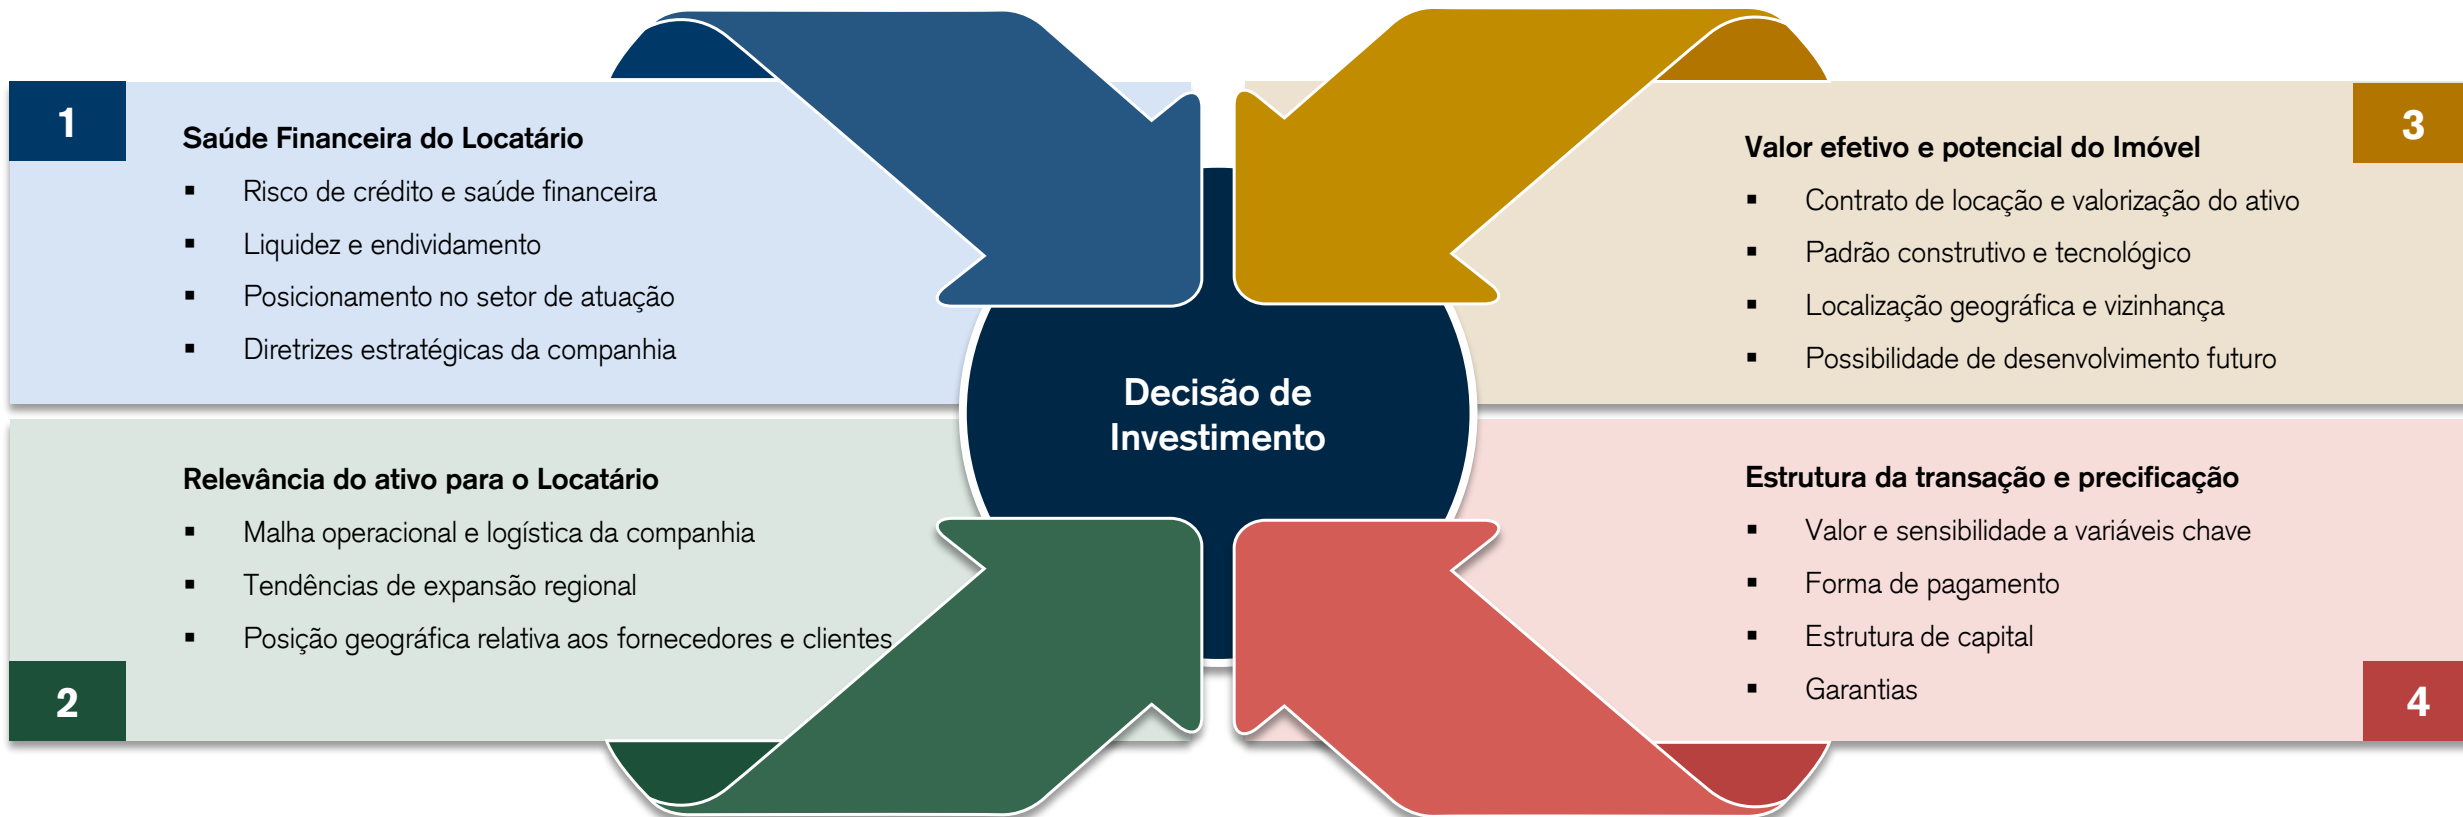 1
Saúde Financeira do Locatário
▪ Risco de crédito e saúde financeira
▪ Liquidez e endividamento
▪ Posicionamento no setor de atuação
▪ Diretrizes estratégicas da companhia
Relevância do ativo para o Locatário
▪ Malha operacional e logística da companhia
▪ Tendências de expansão regional
▪ Posição geográfica relativa aos fornecedores e clientes
2
Decisão de
Investimento
3
Valor efetivo e potencial do Imóvel
▪ Contrato de locação e valorização do ativo
▪ Padrão construtivo e tecnológico
▪ Localização geográfica e vizinhança
▪ Possibilidade de desenvolvimento futuro
Estrutura da transação e precificação
▪ Valor e sensibilidade a variáveis chave
▪ Forma de pagamento
▪ Estrutura de capital
▪ Garantias
4